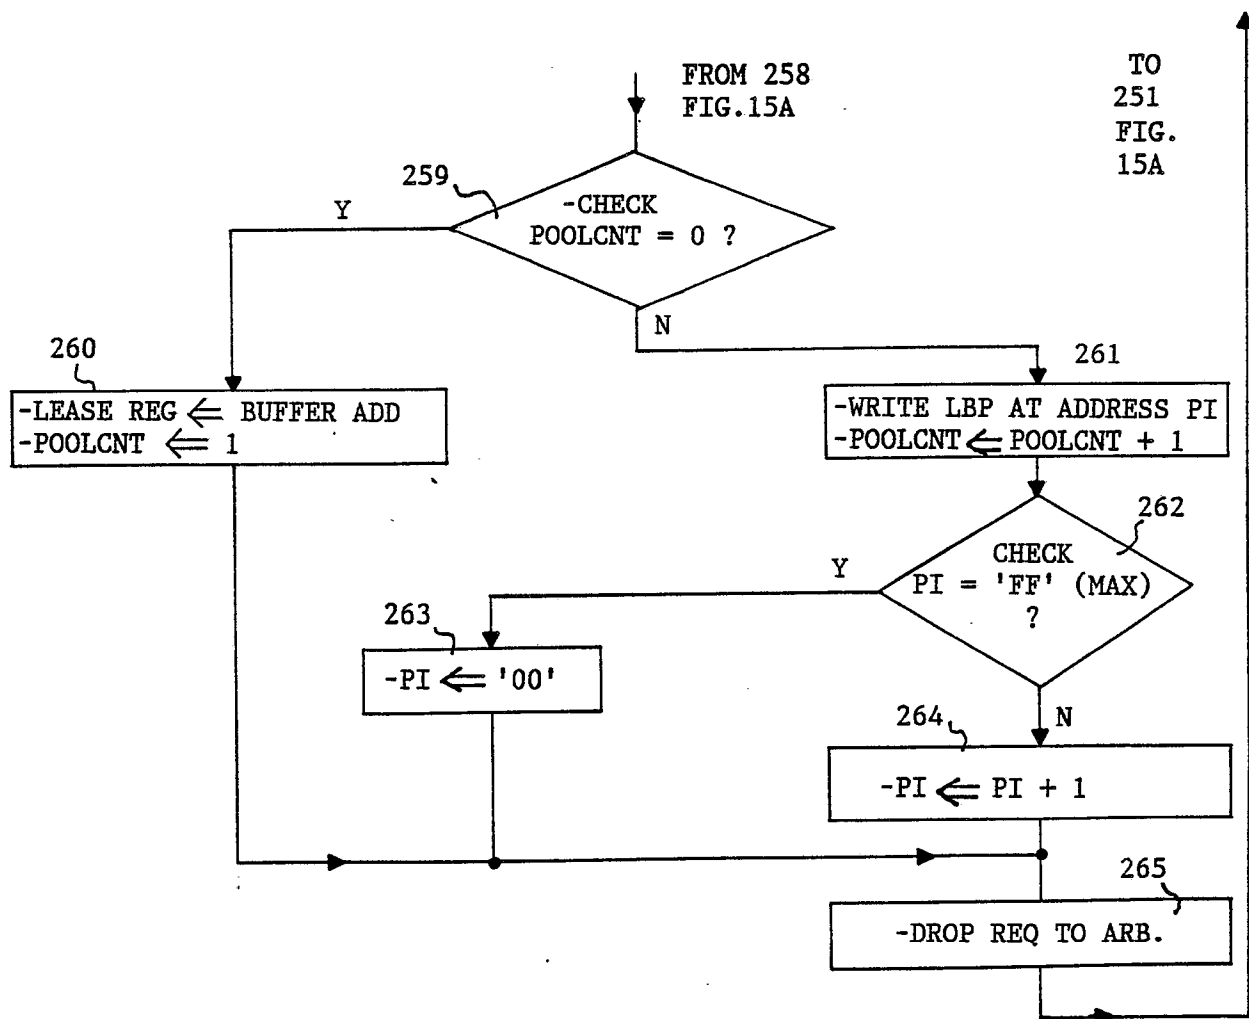 FROM 258
FIG.15A
TO
251
FIG.
15A
259
-CHECK
POOLCNT = 0 ?
Y
N
260
-LEASE REG ⇐ BUFFER ADD
-POOLCNT ⇐ 1
261
-WRITE LBP AT ADDRESS PI
-POOLCNT ⇐ POOLCNT + 1
262
CHECK
PI = 'FF' (MAX)
?
Y
N
263
-PI ⇐ '00'
264
-PI ⇐ PI + 1
265
-DROP REQ TO ARB.